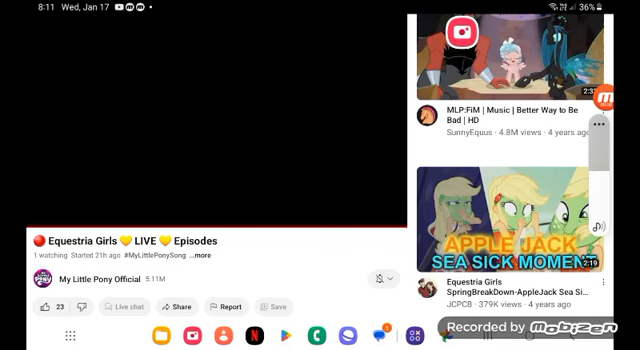 8:11 Wed, Jan 17
36%
2:33
MLP:FiM | Music | Better Way to Be
Bad | HD
SunnyEquus · 4.8M views · 4 years ago
🔴 Equestria Girls 💛 LIVE 💛 Episodes
1 watching Started 21h ago #MyLittlePonySong ...more
My Little Pony Official 5.11M
23
Live chat
Share
Report
Save
APPLE JACK
SEA SICK MOMENT
2:19
Equestria Girls
SpringBreakDown-AppleJack Sea Si...
JCPCB · 379K views · 4 years ago
Recorded by mobizen